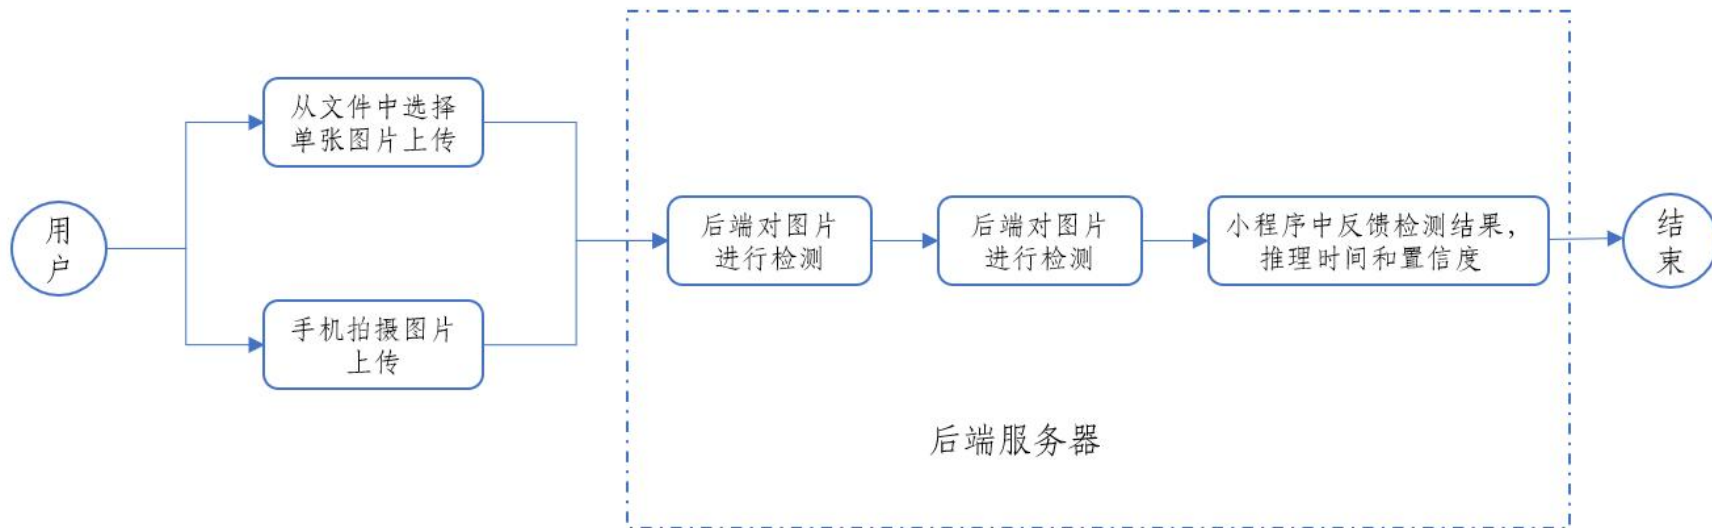 用
户
从文件中选择
单张图片上传
手机拍摄图片
上传
后端对图片
进行检测
后端对图片
进行检测
小程序中反馈检测结果，
推理时间和置信度
结
束
后端服务器